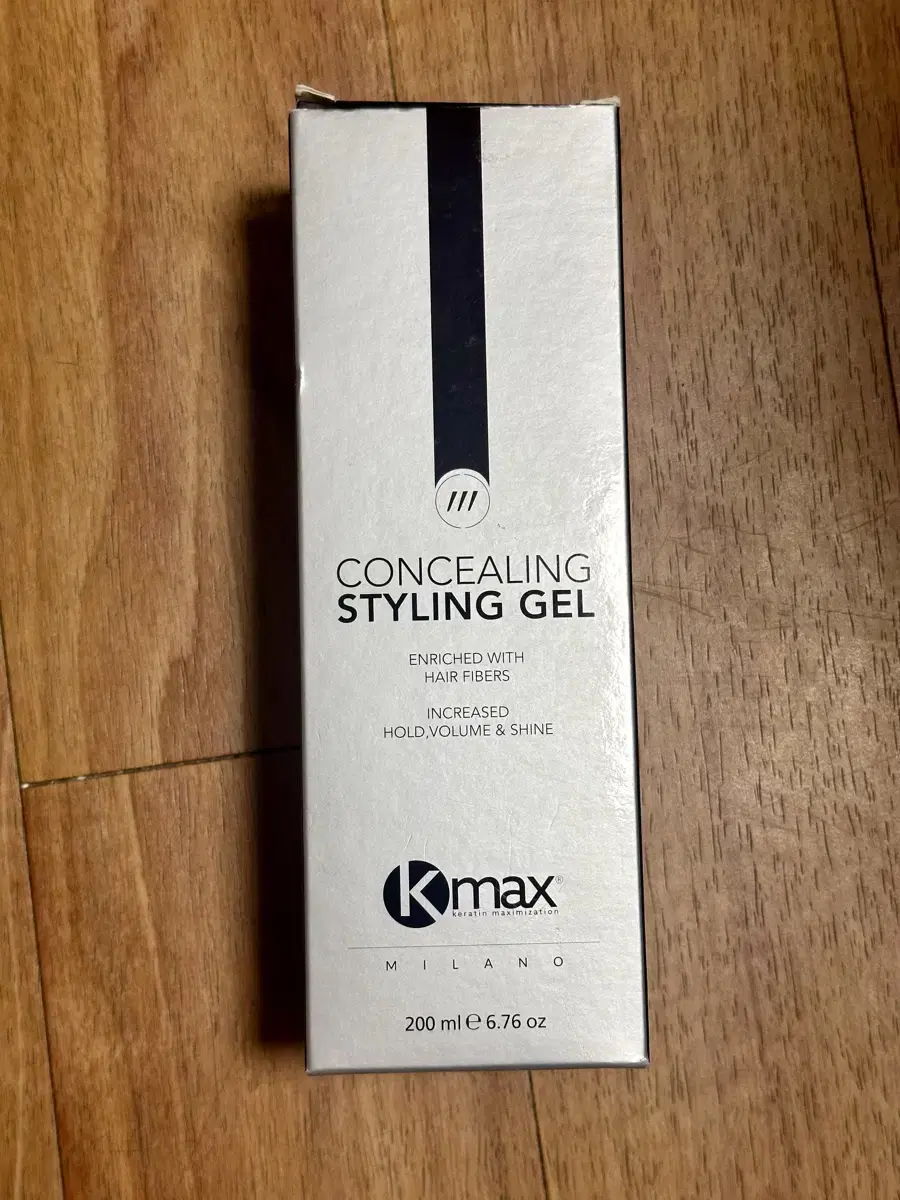 CONCEALING
STYLING GEL
ENRICHED WITH
HAIR FIBERS
INCREASED
HOLD,VOLUME & SHINE
Kmax®
keratin maximization
MILANO
200 ml ℮ 6.76 oz